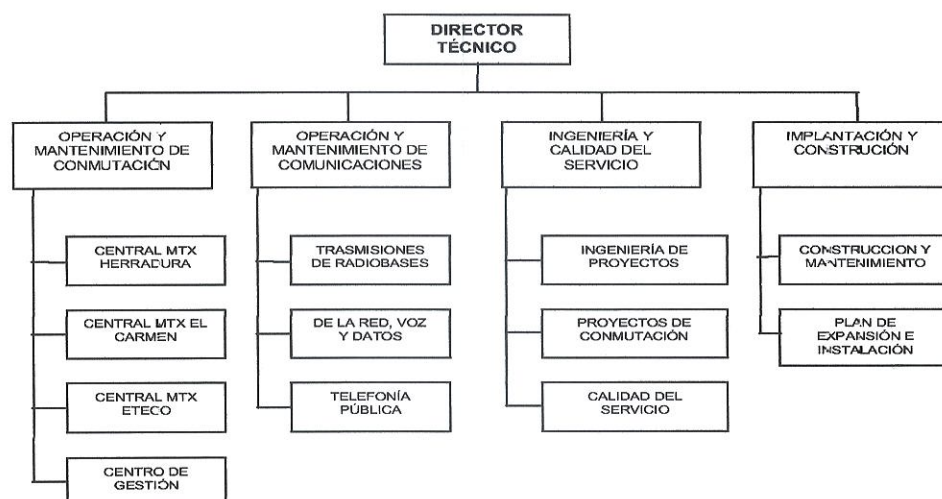 DIRECTOR
TÉCNICO
OPERACIÓN Y
MANTENIMIENTO DE
CONMUTACIÓN
OPERACIÓN Y
MANTENIMIENTO DE
COMUNICACIONES
INGENIERÍA Y
CALIDAD DEL
SERVICIO
IMPLANTACIÓN Y
CONSTRUCIÓN
CENTRAL MTX
HERRADURA
TRASMISIONES
DE RADIOBASES
INGENIERÍA DE
PROYECTOS
CONSTRUCCION Y
MANTENIMIENTO
CENTRAL MTX EL
CARMEN
DE LA RED, VOZ
Y DATOS
PROYECTOS DE
CONMUTACIÓN
PLAN DE
EXPANSIÓN E
INSTALACIÓN
CENTRAL MTX
ETECO
TELEFONÍA
PÚBLICA
CALIDAD DEL
SERVICIO
CENTRO DE
GESTIÓN